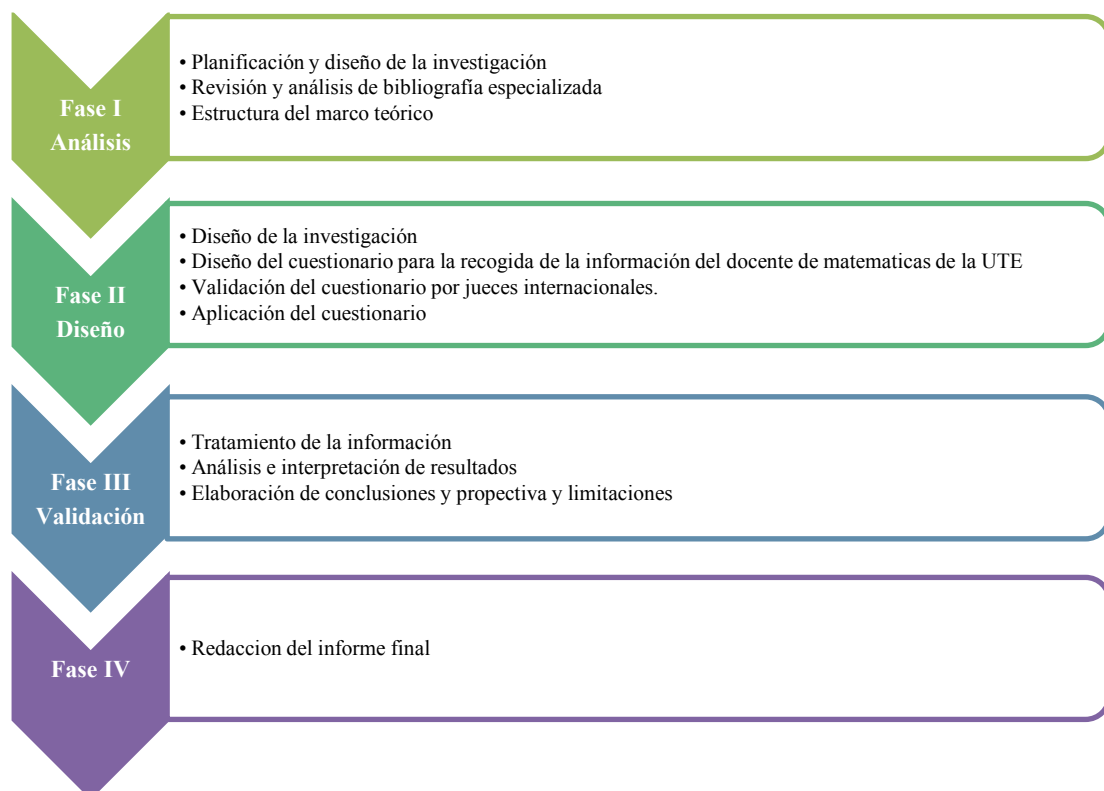 Fase I
Análisis
• Planificación y diseño de la investigación
• Revisión y análisis de bibliografía especializada
• Estructura del marco teórico
Fase II
Diseño
• Diseño de la investigación
• Diseño del cuestionario para la recogida de la información del docente de matematicas de la UTE
• Validación del cuestionario por jueces internacionales.
• Aplicación del cuestionario
Fase III
Validación
• Tratamiento de la información
• Análisis e interpretación de resultados
• Elaboración de conclusiones y propectiva y limitaciones
Fase IV
• Redaccion del informe final